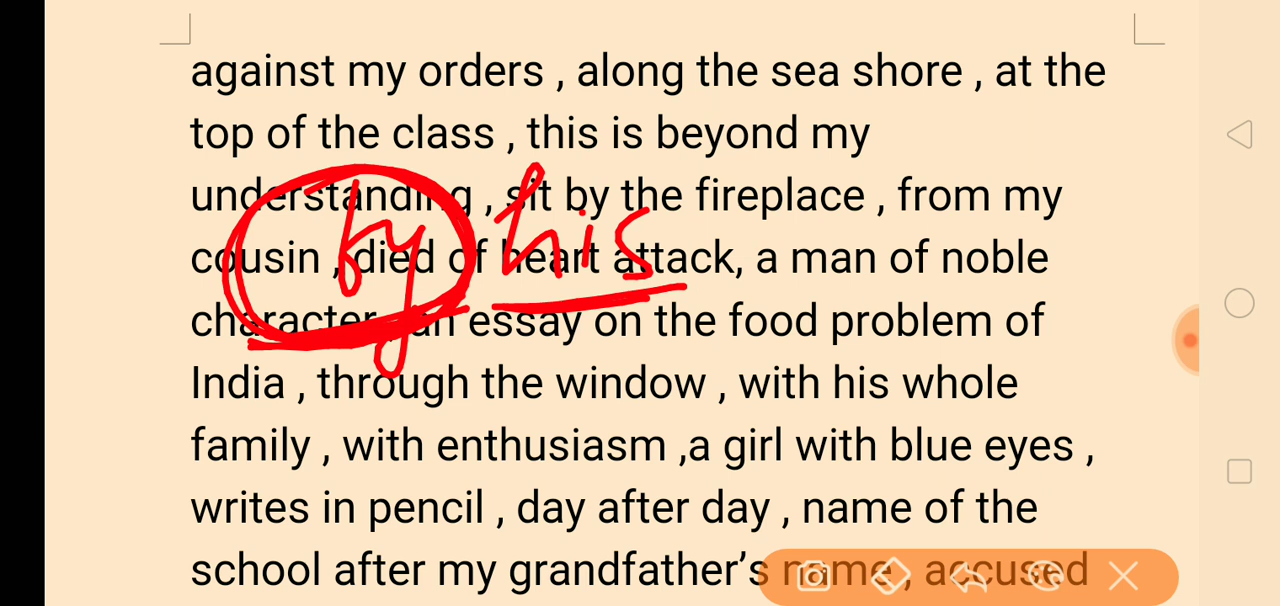 against my orders , along the sea shore , at the
top of the class , this is beyond my
understanding , sit by the fireplace , from my
by his
cousin , died of heart attack, a man of noble
character , an essay on the food problem of
India , through the window , with his whole
family , with enthusiasm ,a girl with blue eyes ,
writes in pencil , day after day , name of the
school after my grandfather's name , accused